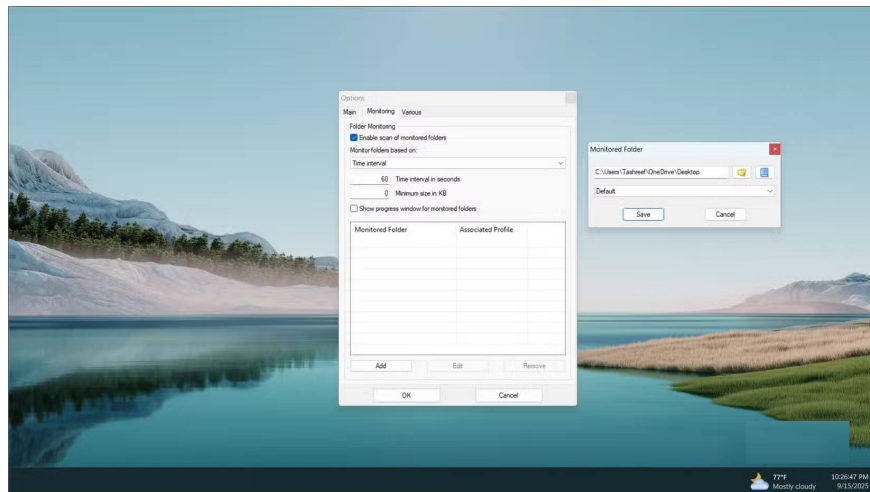 Options
Main Monitoring Various
Folder Monitoring
Enable scan of monitored folders
Monitor folders based on:
Time interval
60 Time interval in seconds
0 Minimum size in KB
Show progress window for monitored folders
Monitored Folder Associated Profile
Add Edit Remove
OK Cancel
Monitored Folder
C:\Users\Tashreef\OneDrive\Desktop
Default
Save Cancel
77°F
Mostly cloudy
10:26:47 PM
9/15/2025